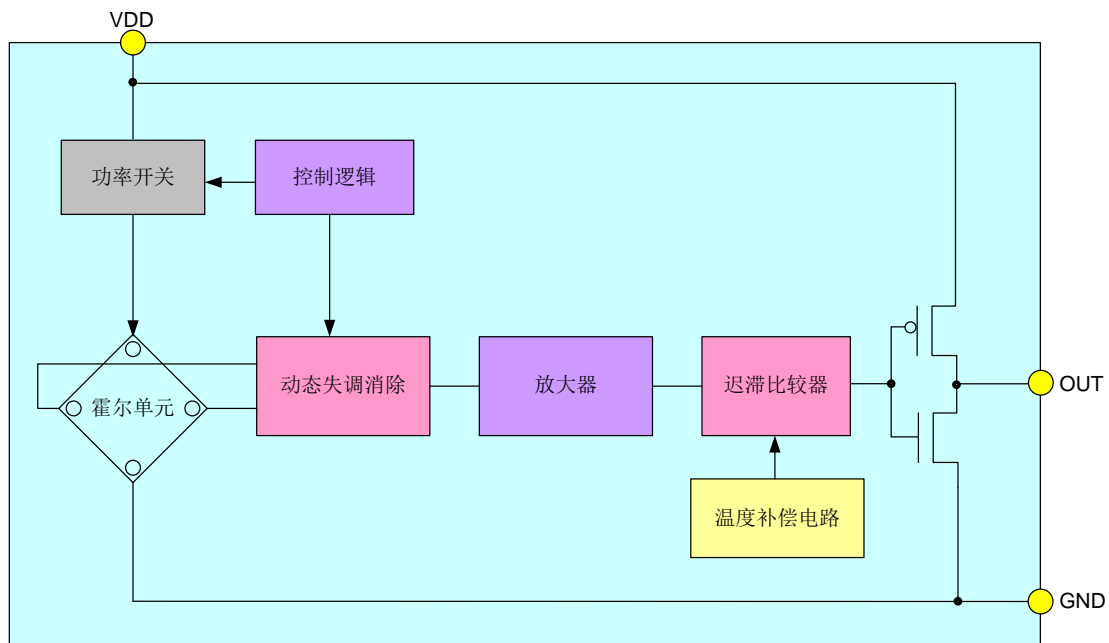 VDD
功率开关
控制逻辑
霍尔单元
动态失调消除
放大器
迟滞比较器
OUT
温度补偿电路
GND